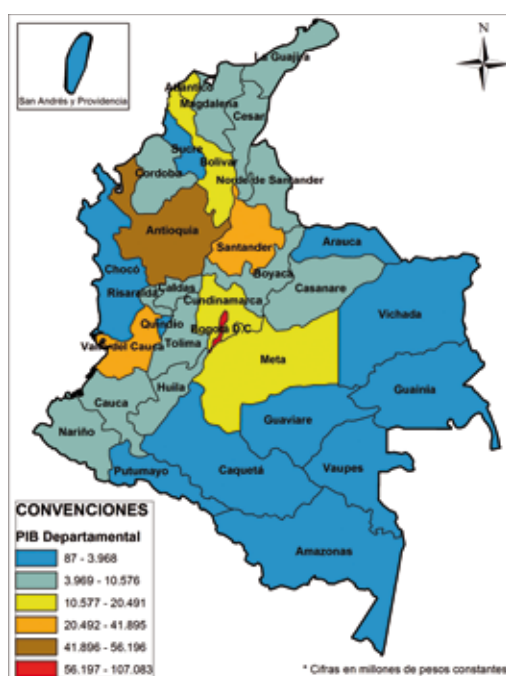 N
San Andrés y Providencia
La Guajira
Atlántico
Magdalena
Cesar
Sucre
Bolívar
Norte de Santander
Cordoba
Antioquia
Santander
Arauca
Chocó
Boyacá
Casanare
Risaralda
Caldas
Cundinamarca
Vichada
Quindío
Bogotá D.C.
Valle del Cauca
Tolima
Meta
Guainía
Huila
Cauca
Guaviare
Nariño
Putumayo
Caquetá
Vaupes
Amazonas
CONVENCIONES
PIB Departamental
87 - 3.968
3.969 - 10.576
10.577 - 20.491
20.492 - 41.895
41.896 - 56.196
56.197 - 107.083
* Cifras en millones de pesos constantes